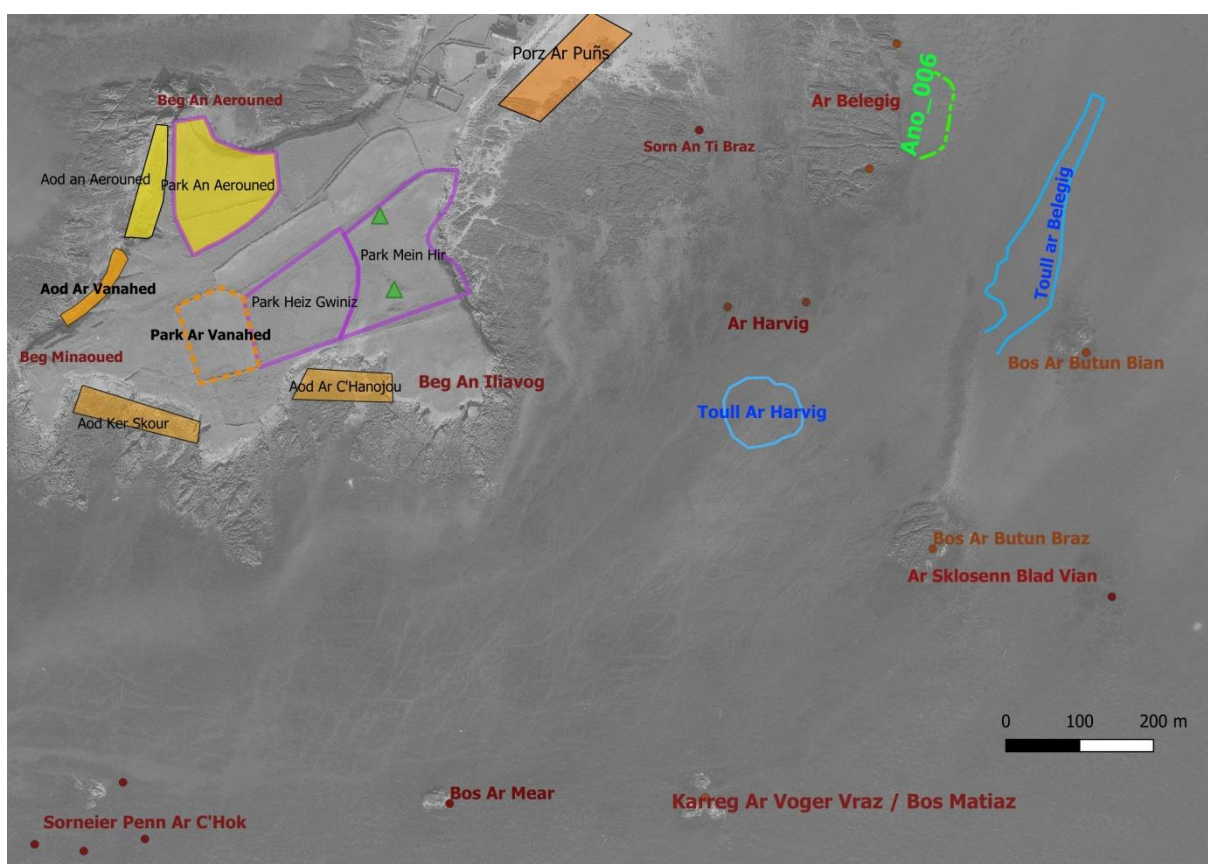 Porz Ar Puñs
Beg An Aerouned
Ar Belegig
Ano_006
Sorn An Ti Braz
Aod an Aerouned
Park An Aerouned
Toull ar Belegig
Park Mein Hir
Aod Ar Vanahed
Park Heiz Gwiniz
Park Ar Vanahed
Ar Harvig
Beg Minaoued
Bos Ar Butun Bian
Aod Ar C'Hanojou
Beg An Iliavog
Toull Ar Harvig
Aod Ker Skour
Bos Ar Butun Braz
Ar Sklosenn Blad Vian
0 100 200 m
Bos Ar Mear
Karreg Ar Voger Vraz / Bos Matiaz
Sorneier Penn Ar C'Hok